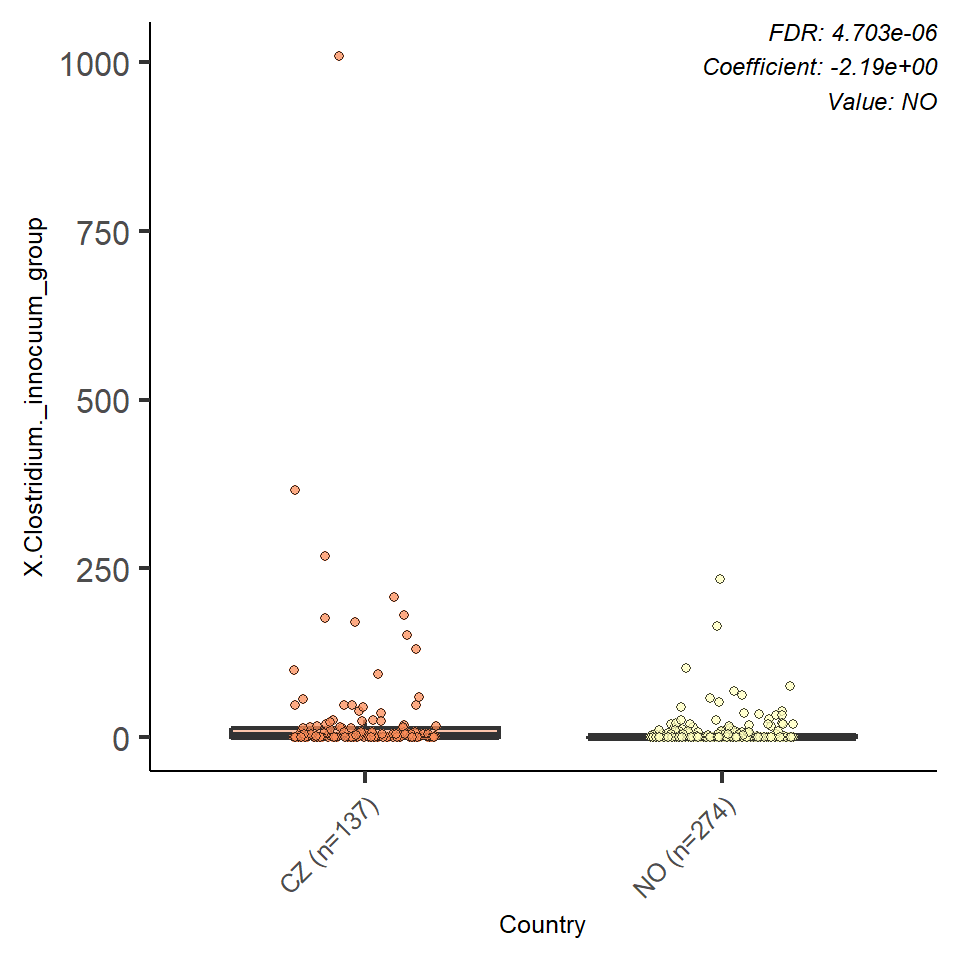 FDR: 4.703e-06
Coefficient: -2.19e+00
Value: NO
1000
750
500
250
0
X.Clostridium._innocuum_group
CZ (n=137)
NO (n=274)
Country